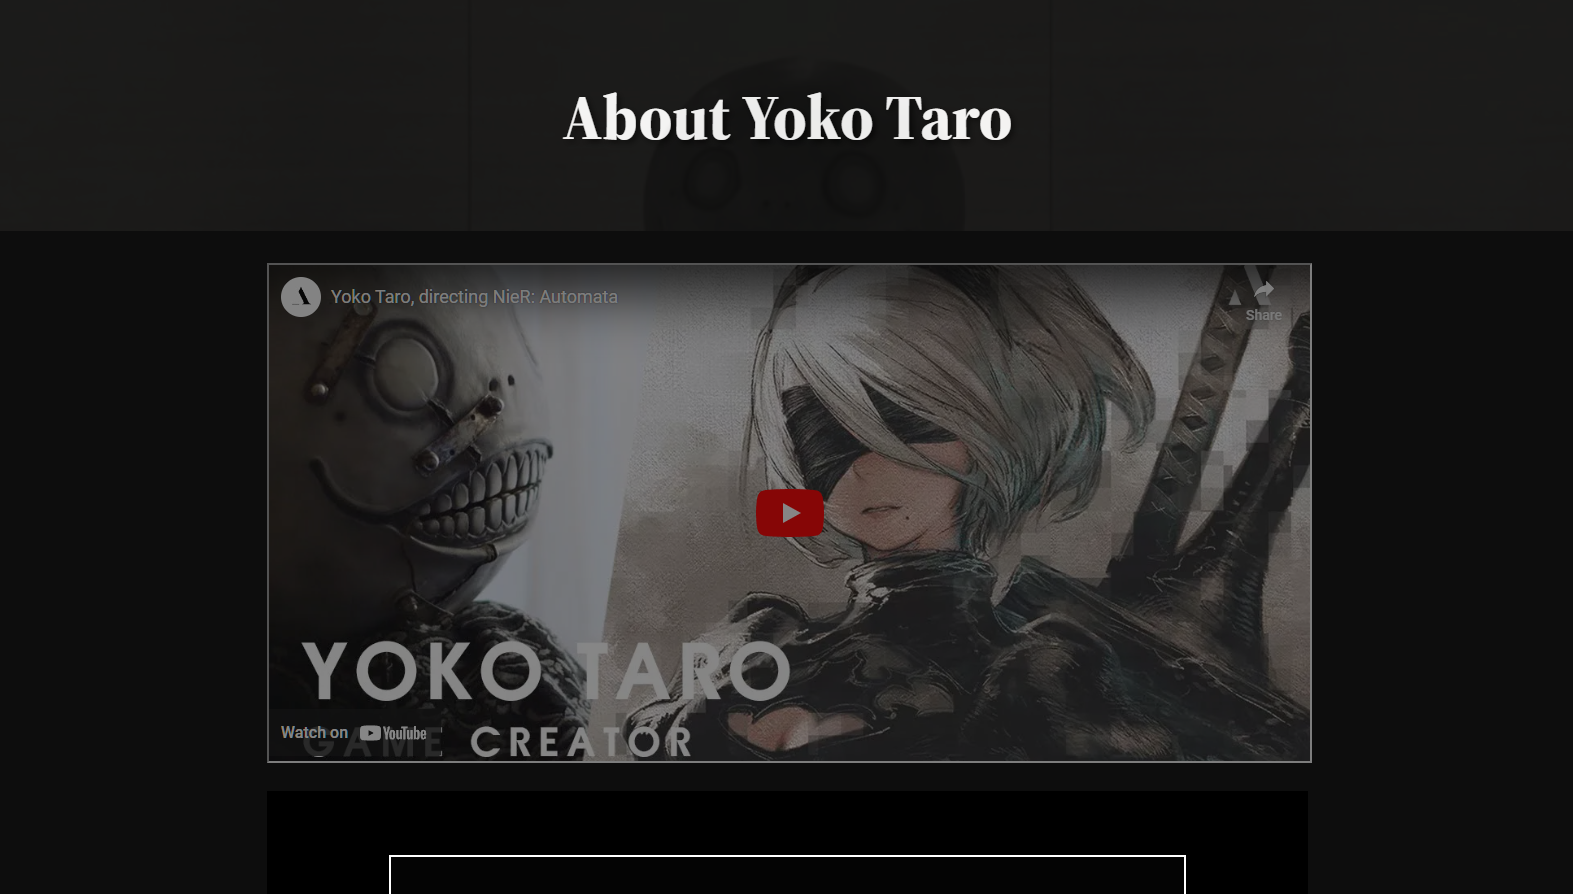 About Yoko Taro
Yoko Taro, directing NieR: Automata
Share
YOKO TARO
Watch on YouTube
GAME CREATOR